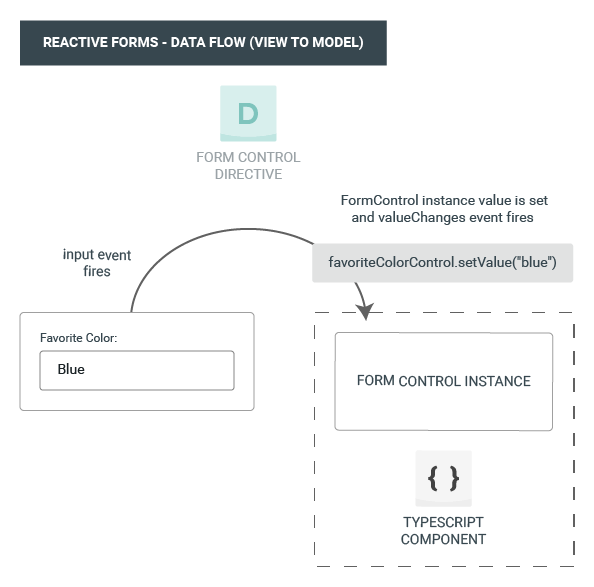 REACTIVE FORMS - DATA FLOW (VIEW TO MODEL)
D
FORM CONTROL
DIRECTIVE
FormControl instance value is set
and valueChanges event fires
input event
fires
favoriteColorControl.setValue("blue")
Favorite Color:
Blue
FORM CONTROL INSTANCE
{ }
TYPESCRIPT
COMPONENT